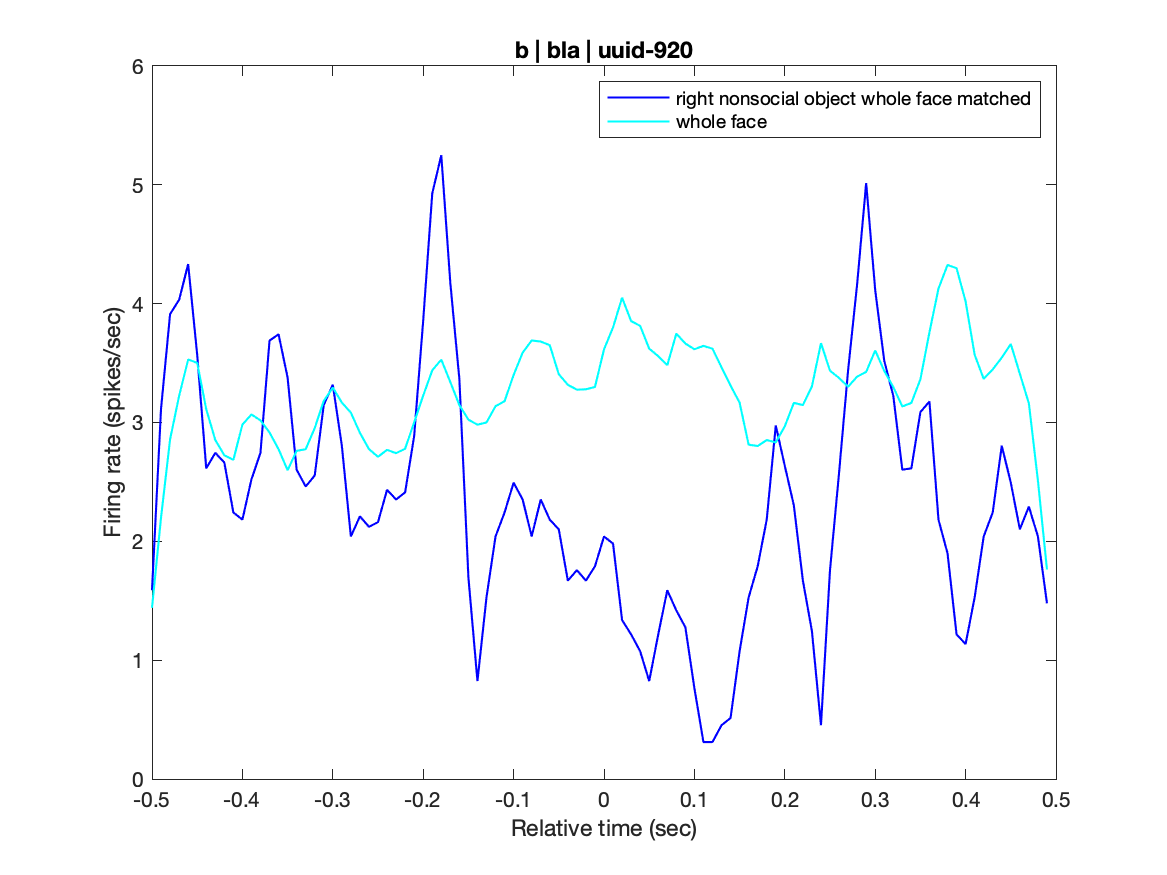 b | bla | uuid-920
6
5
4
3
2
1
0
Firing rate (spikes/sec)
right nonsocial object whole face matched
whole face
-0.5 -0.4 -0.3 -0.2 -0.1 0 0.1 0.2 0.3 0.4 0.5
Relative time (sec)